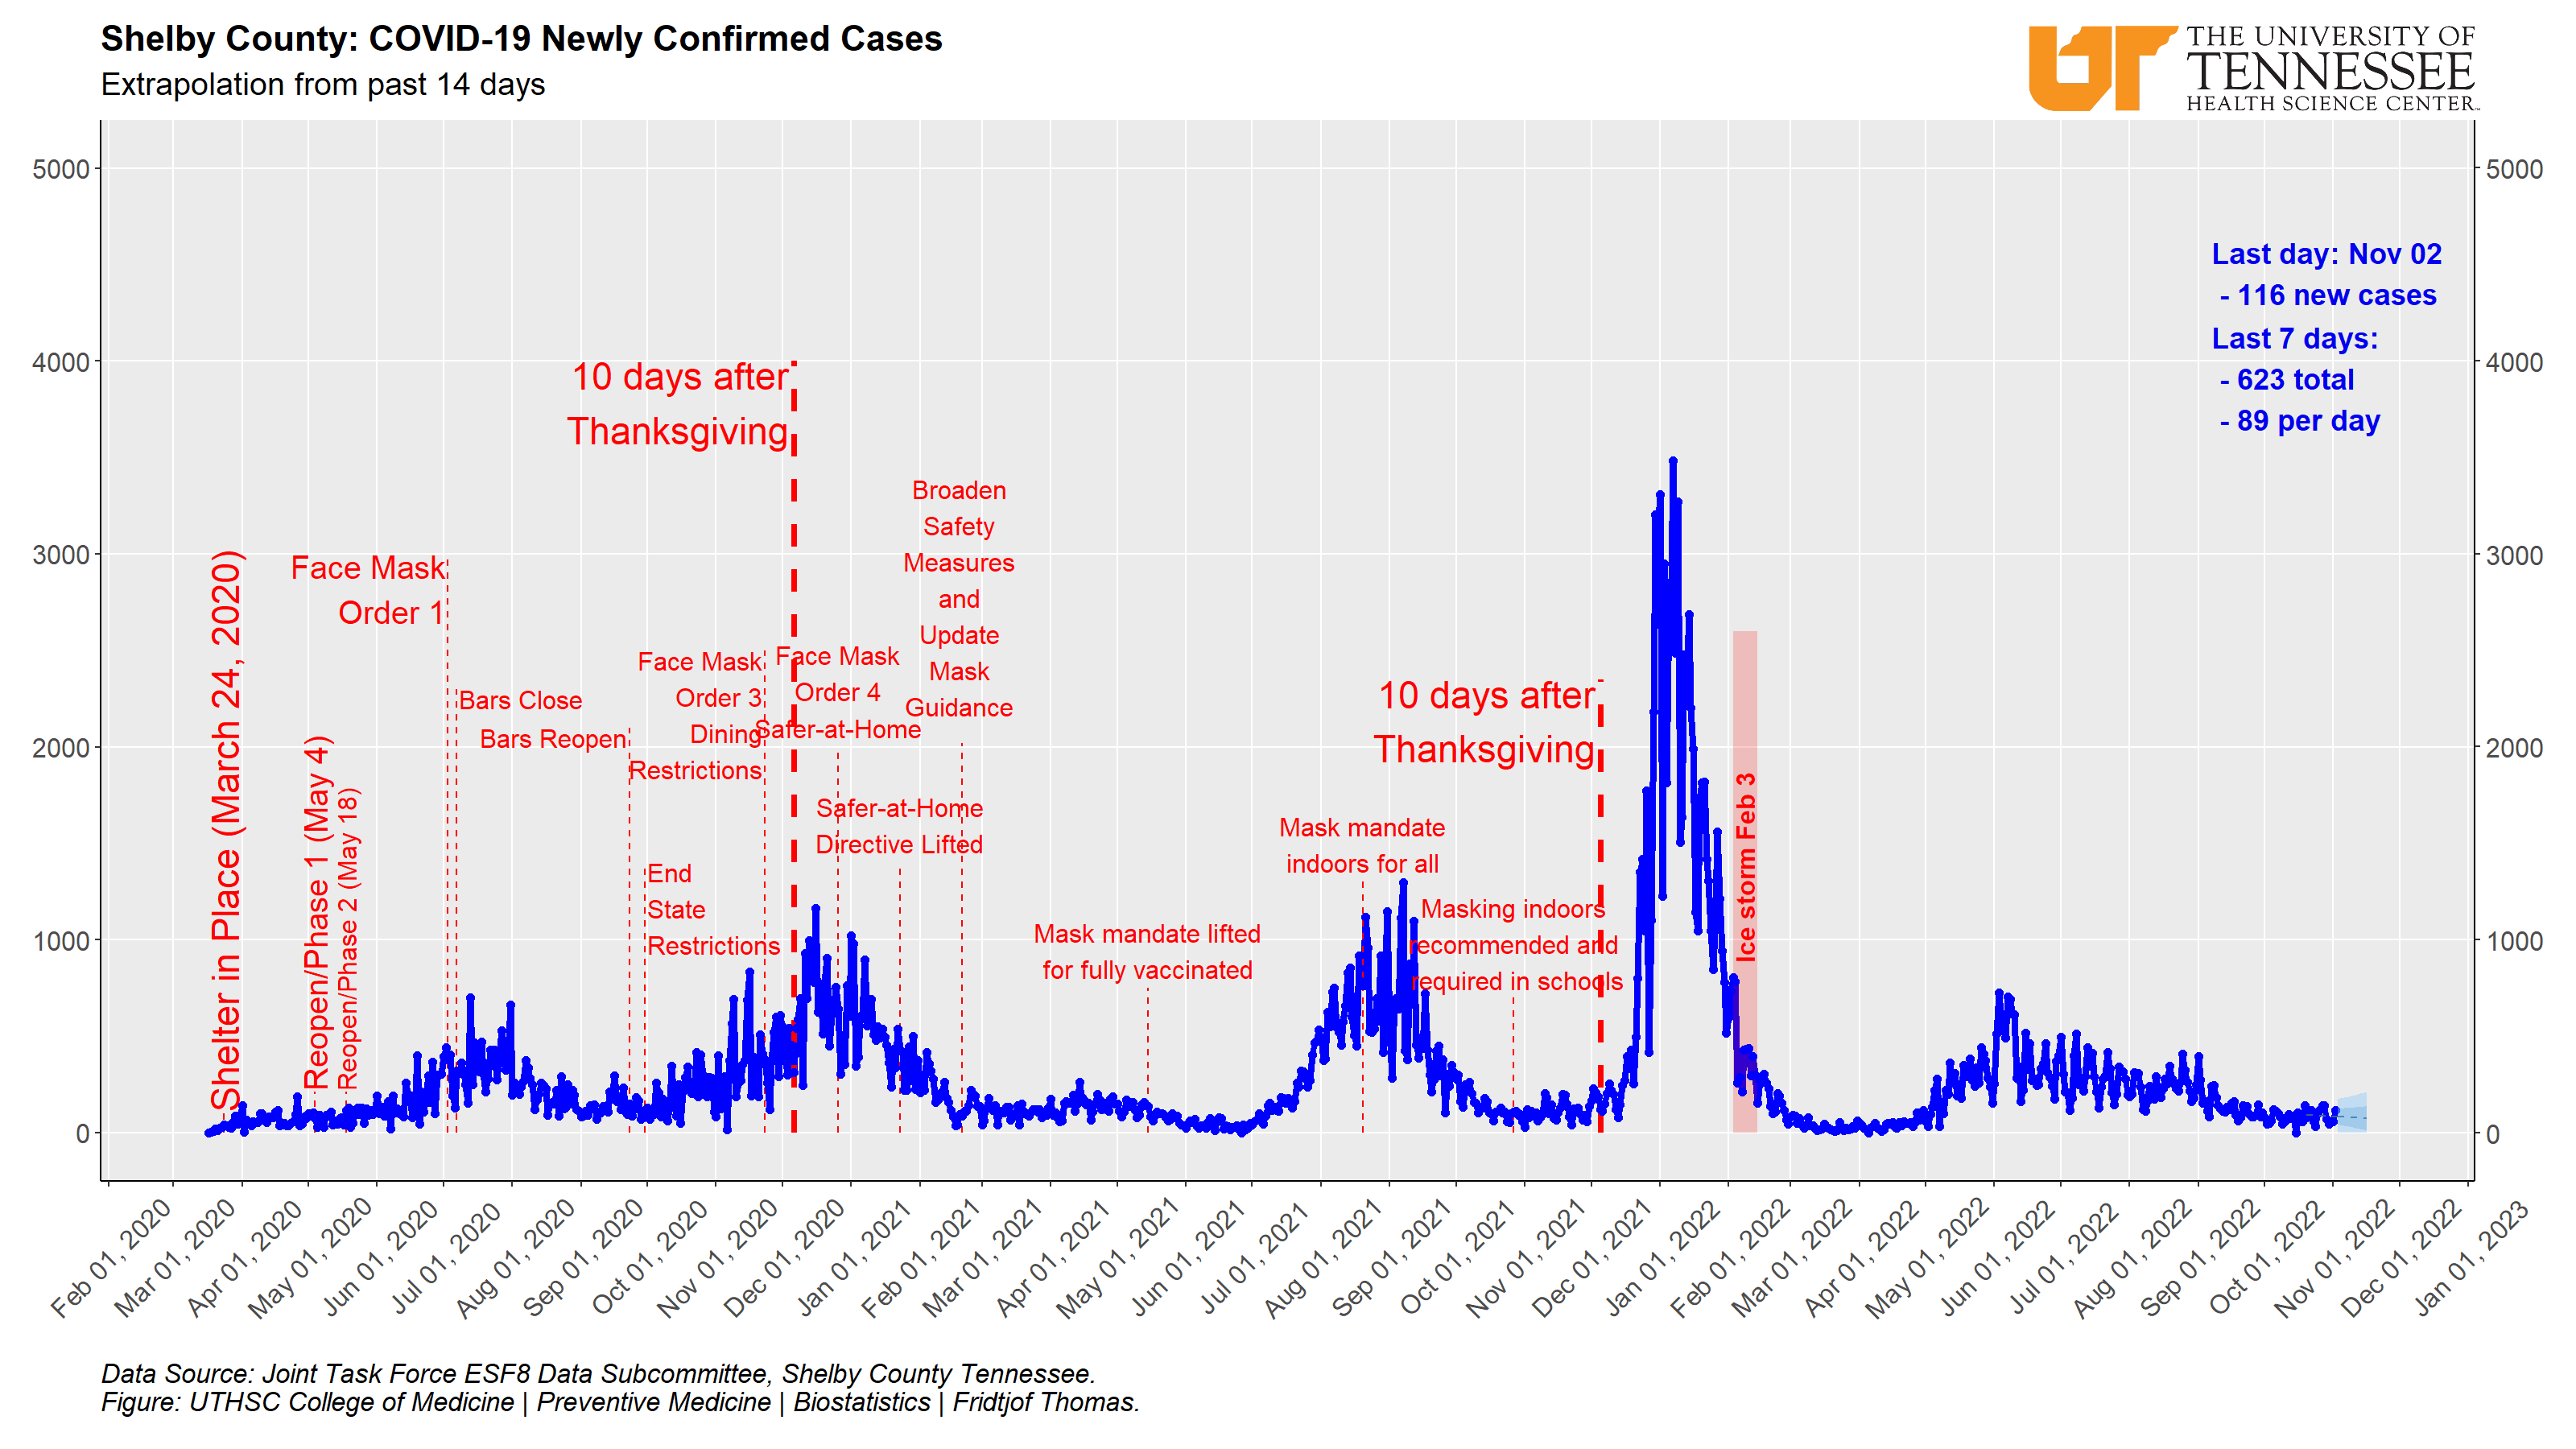 Shelby County: COVID-19 Newly Confirmed Cases
Extrapolation from past 14 days
THE UNIVERSITY OF
TENNESSEE
HEALTH SCIENCE CENTER
5000
4000
3000
2000
1000
0
5000
4000
3000
2000
1000
0
Last day: Nov 02
- 116 new cases
Last 7 days:
- 623 total
- 89 per day
Shelter in Place (March 24, 2020)
Reopen/Phase 1 (May 4)
Reopen/Phase 2 (May 18)
Face Mask
Order 1
Bars Close
Bars Reopen
End
State
Restrictions
Face Mask
Order 3
Dining
Restrictions
10 days after
Thanksgiving
Face Mask
Order 4
Safer-at-Home
Safer-at-Home
Directive Lifted
Broaden
Safety
Measures
and
Update
Mask
Guidance
Mask mandate lifted
for fully vaccinated
Mask mandate
indoors for all
Masking indoors
recommended and
required in schools
10 days after
Thanksgiving
Ice storm Feb 3
Feb 01, 2020
Mar 01, 2020
Apr 01, 2020
May 01, 2020
Jun 01, 2020
Jul 01, 2020
Aug 01, 2020
Sep 01, 2020
Oct 01, 2020
Nov 01, 2020
Dec 01, 2020
Jan 01, 2021
Feb 01, 2021
Mar 01, 2021
Apr 01, 2021
May 01, 2021
Jun 01, 2021
Jul 01, 2021
Aug 01, 2021
Sep 01, 2021
Oct 01, 2021
Nov 01, 2021
Dec 01, 2021
Jan 01, 2022
Feb 01, 2022
Mar 01, 2022
Apr 01, 2022
May 01, 2022
Jun 01, 2022
Jul 01, 2022
Aug 01, 2022
Sep 01, 2022
Oct 01, 2022
Nov 01, 2022
Dec 01, 2022
Jan 01, 2023
Data Source: Joint Task Force ESF8 Data Subcommittee, Shelby County Tennessee.
Figure: UTHSC College of Medicine | Preventive Medicine | Biostatistics | Fridtjof Thomas.